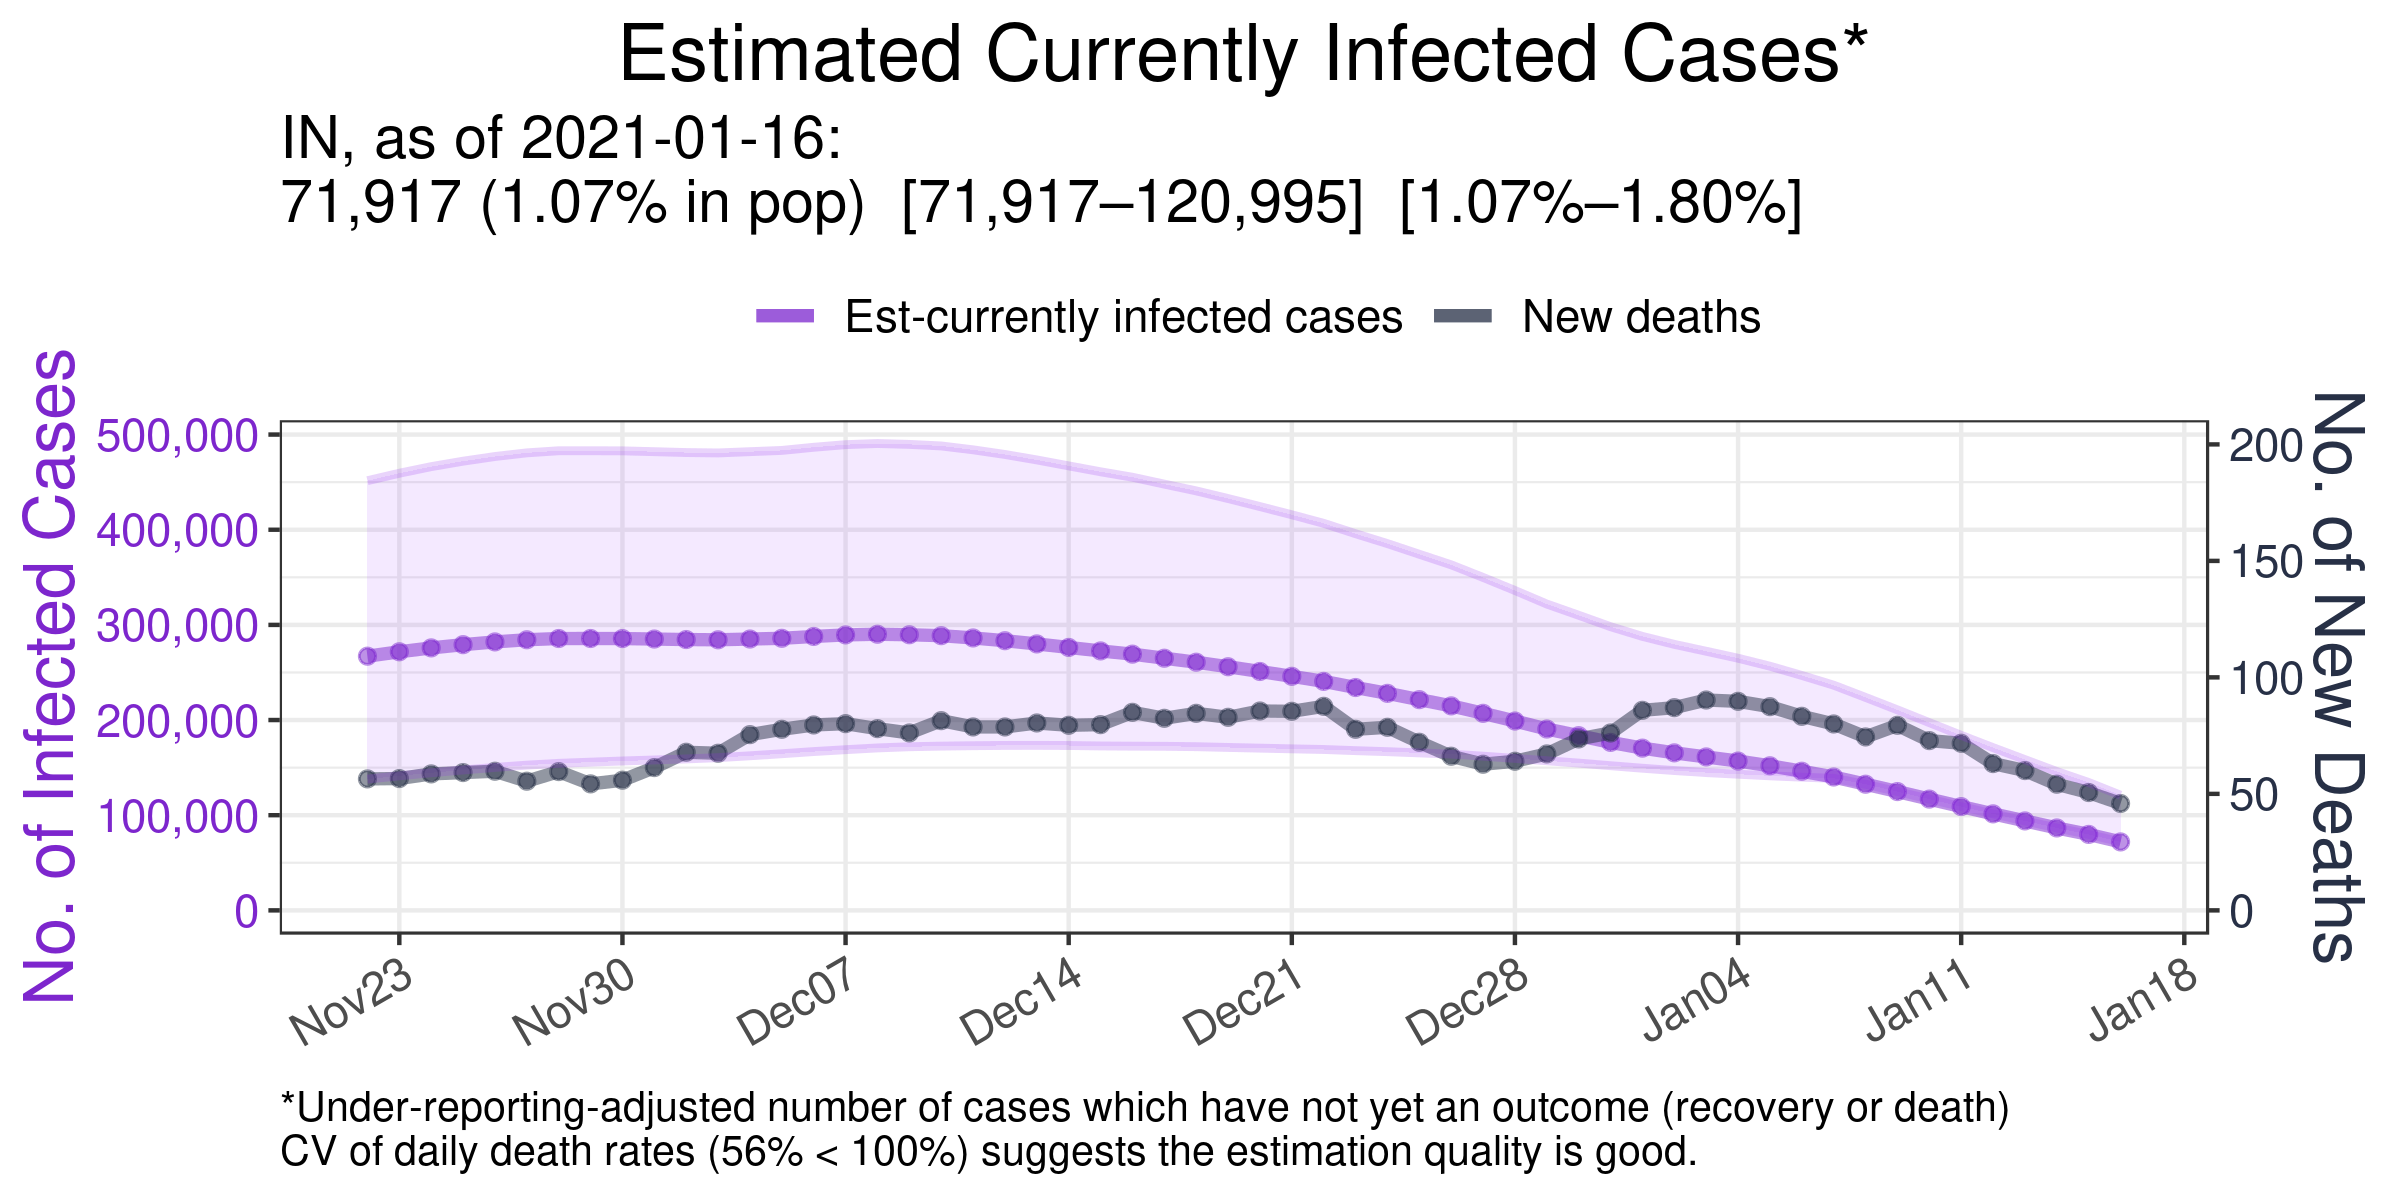 Estimated Currently Infected Cases*
IN, as of 2021-01-16:
71,917 (1.07% in pop)  [71,917–120,995]  [1.07%–1.80%]
Est-currently infected cases
New deaths
No. of Infected Cases
500,000
400,000
300,000
200,000
100,000
0
200
150
100
50
0
No. of New Deaths
Nov23
Nov30
Dec07
Dec14
Dec21
Dec28
Jan04
Jan11
Jan18
*Under-reporting-adjusted number of cases which have not yet an outcome (recovery or death)
CV of daily death rates (56% < 100%) suggests the estimation quality is good.